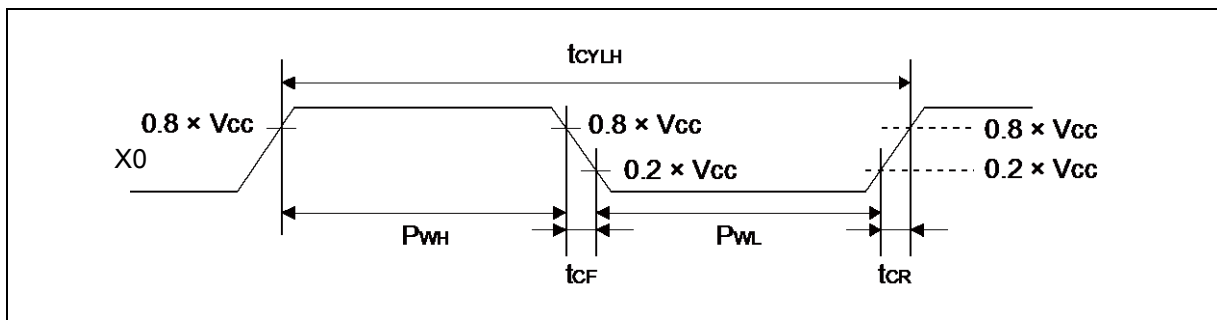 tCYLH
0.8 × VCC
0.8 × VCC
0.8 × VCC
X0
0.2 × VCC
0.2 × VCC
PWH
PWL
tCF
tCR